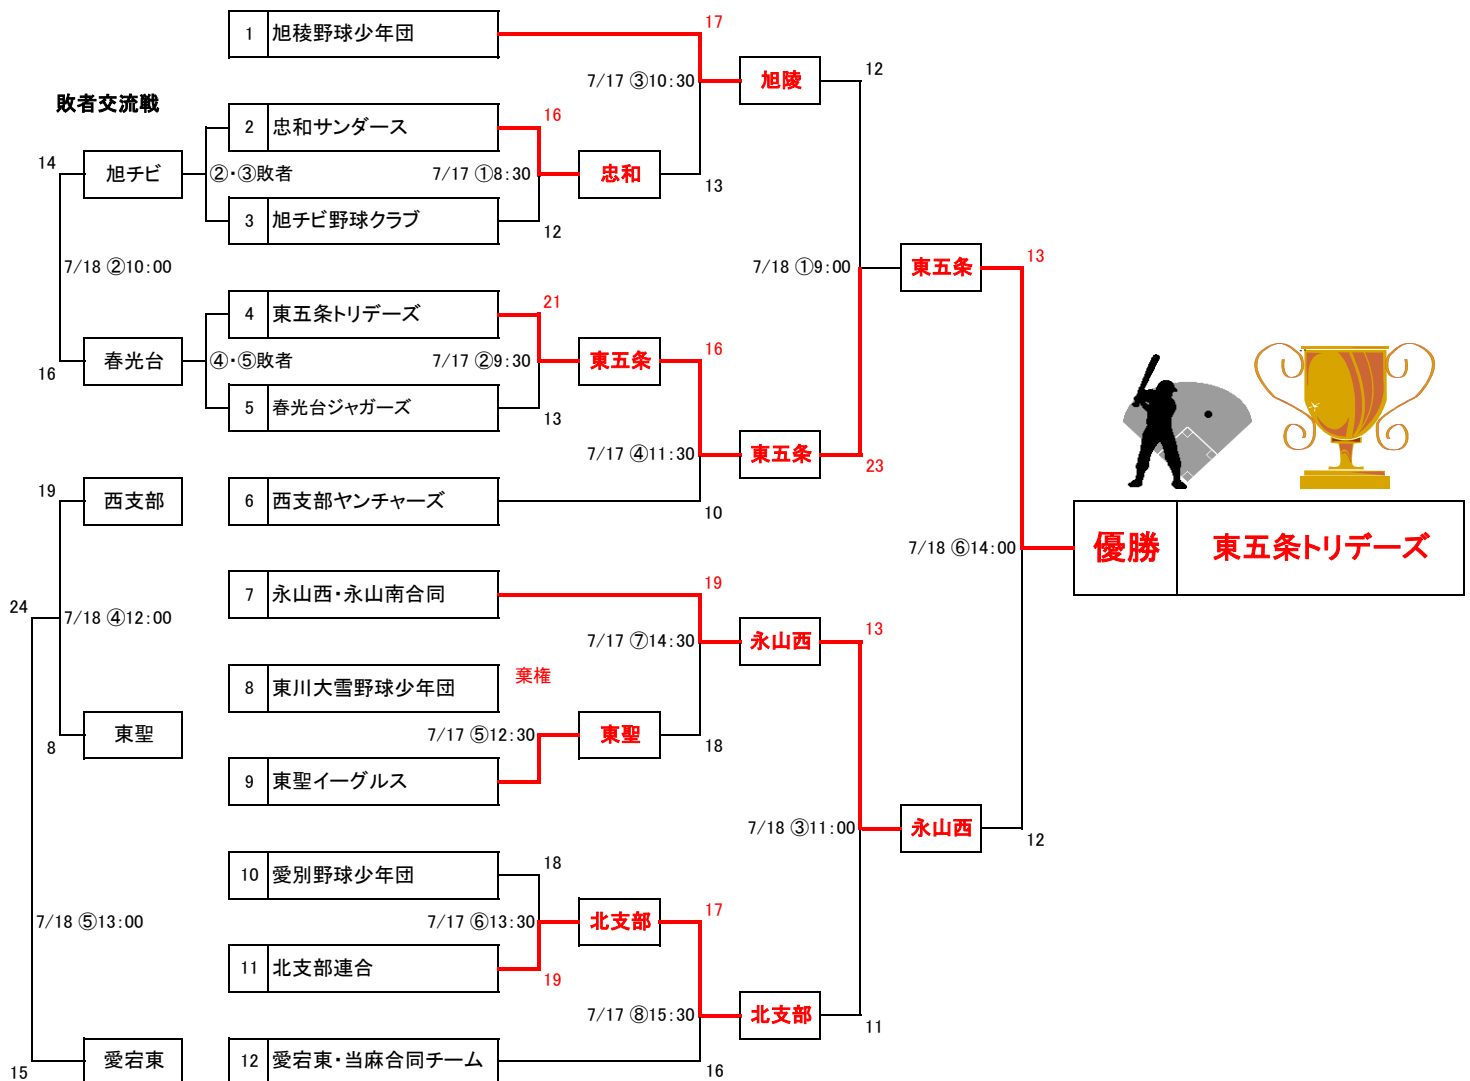 17
1 旭稜野球少年団
12
7/17 ③10:30
旭陵
敗者交流戦
16
2 忠和サンダース
14
旭チビ
②・③敗者
7/17 ①8:30
忠和
13
3 旭チビ野球クラブ
12
7/18 ②10:00
7/18 ①9:00
東五条
13
21
4 東五条トリデーズ
16
春光台
④・⑤敗者
7/17 ②9:30
東五条
16
5 春光台ジャガーズ
13
7/17 ④11:30
東五条
23
19
西支部
6 西支部ヤンチャーズ
10
7/18 ⑥14:00
優勝 東五条トリデーズ
19
7 永山西・永山南合同
24
7/18 ④12:00
13
7/17 ⑦14:30
永山西
8 東川大雪野球少年団
棄権
8
東聖
7/17 ⑤12:30
東聖
18
9 東聖イーグルス
7/18 ③11:00
永山西
12
18
10 愛別野球少年団
17
7/18 ⑤13:00
7/17 ⑥13:30
北支部
11 北支部連合
19
7/17 ⑧15:30
北支部
11
15
愛宕東
12 愛宕東・当麻合同チーム
16